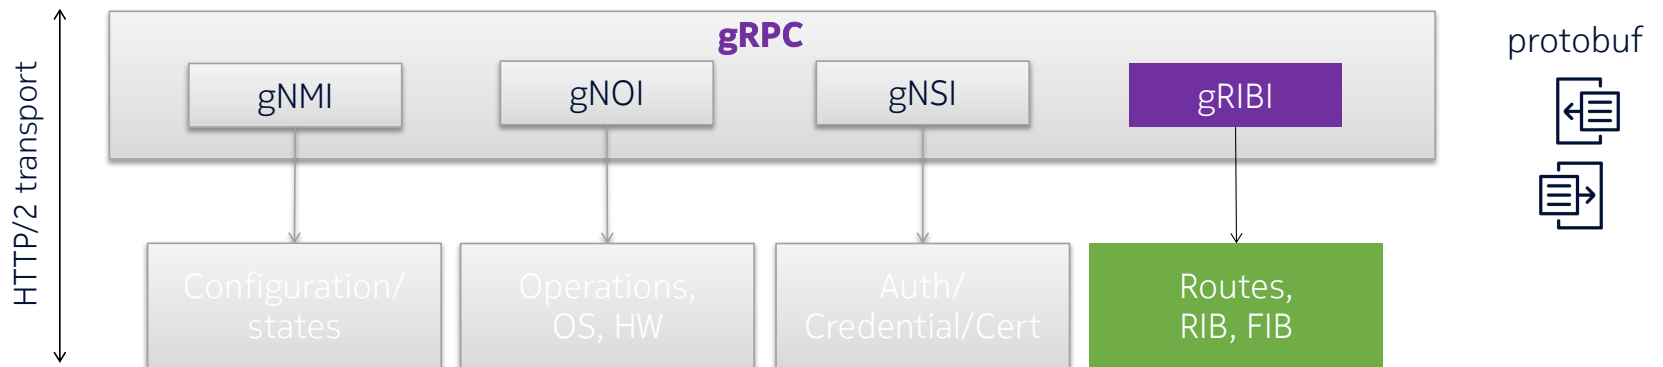 gRPC
protobuf
gNMI
gNOI
gNSI
gRIBI
HTTP/2 transport
Configuration/
states
Operations,
OS, HW
Auth/
Credential/Cert
Routes,
RIB, FIB